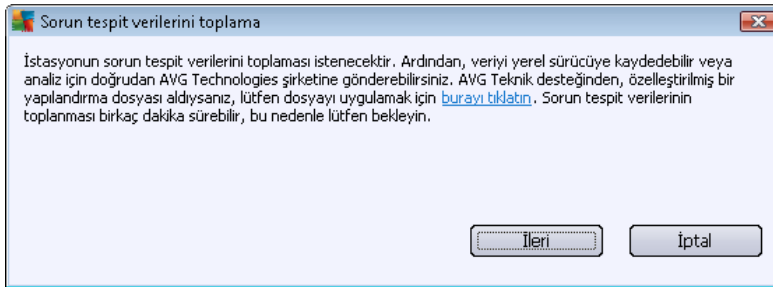 Sorun tespit verilerini toplama
İstasyonun sorun tespit verilerini toplaması istenecektir. Ardından, veriyi yerel sürücüye kaydedebilir veya
analiz için doğrudan AVG Technologies şirketine gönderebilirsiniz. AVG Teknik desteğinden, özelleştirilmiş bir
yapılandırma dosyası aldıysanız, lütfen dosyayı uygulamak için burayı tıklatın. Sorun tespit verilerinin
toplanması birkaç dakika sürebilir, bu nedenle lütfen bekleyin.
İleri
İptal